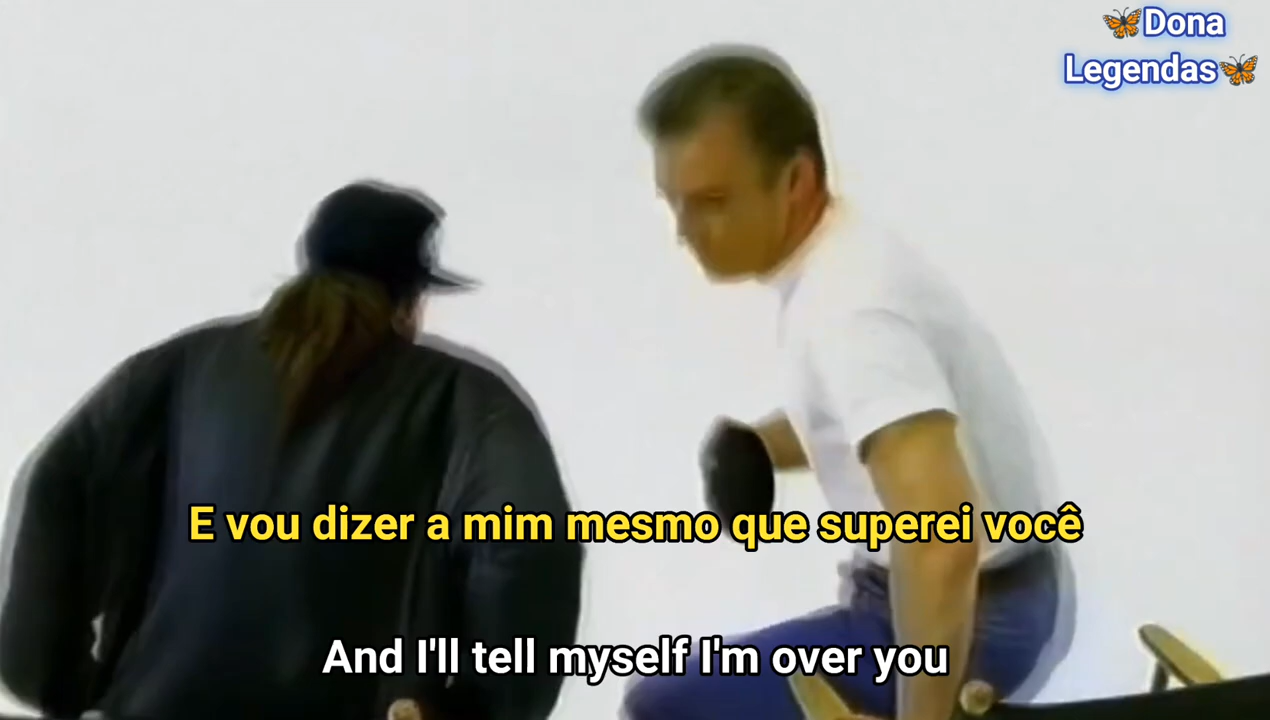 🦋Dona
Legendas🦋
E vou dizer a mim mesmo que superei você
And I'll tell myself I'm over you